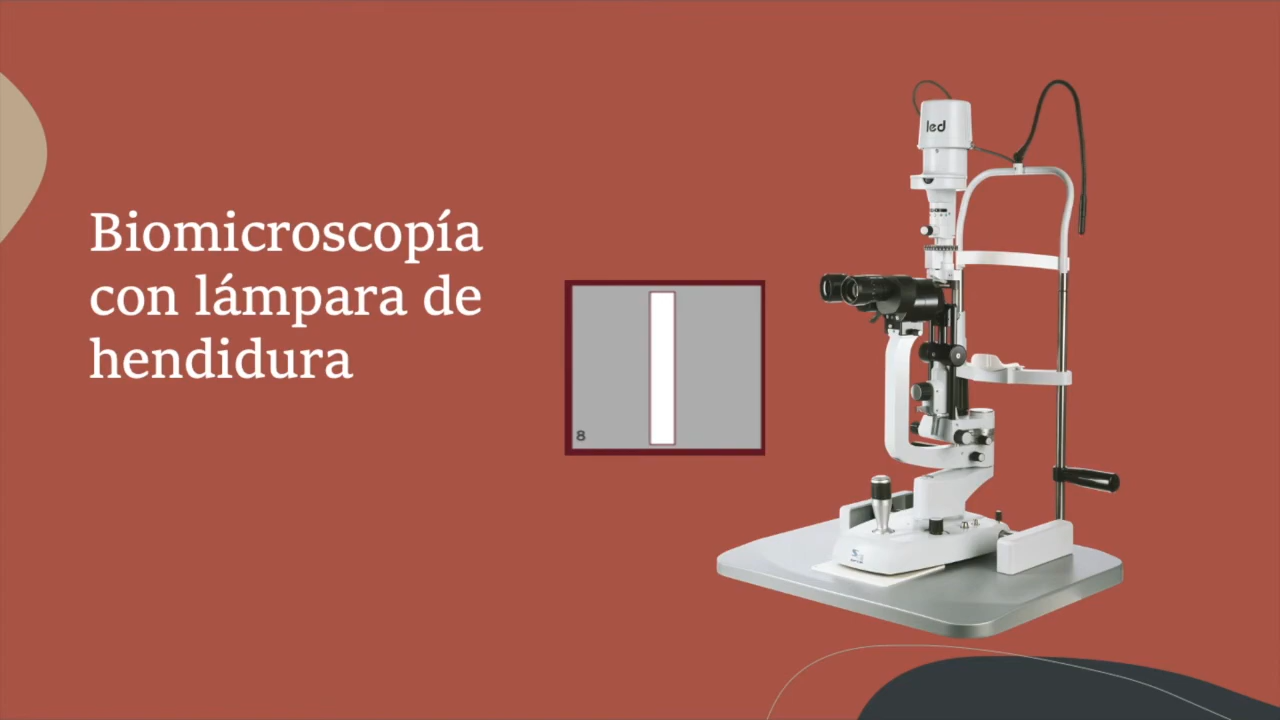 Biomicroscopía
con lámpara de
hendidura
led
8